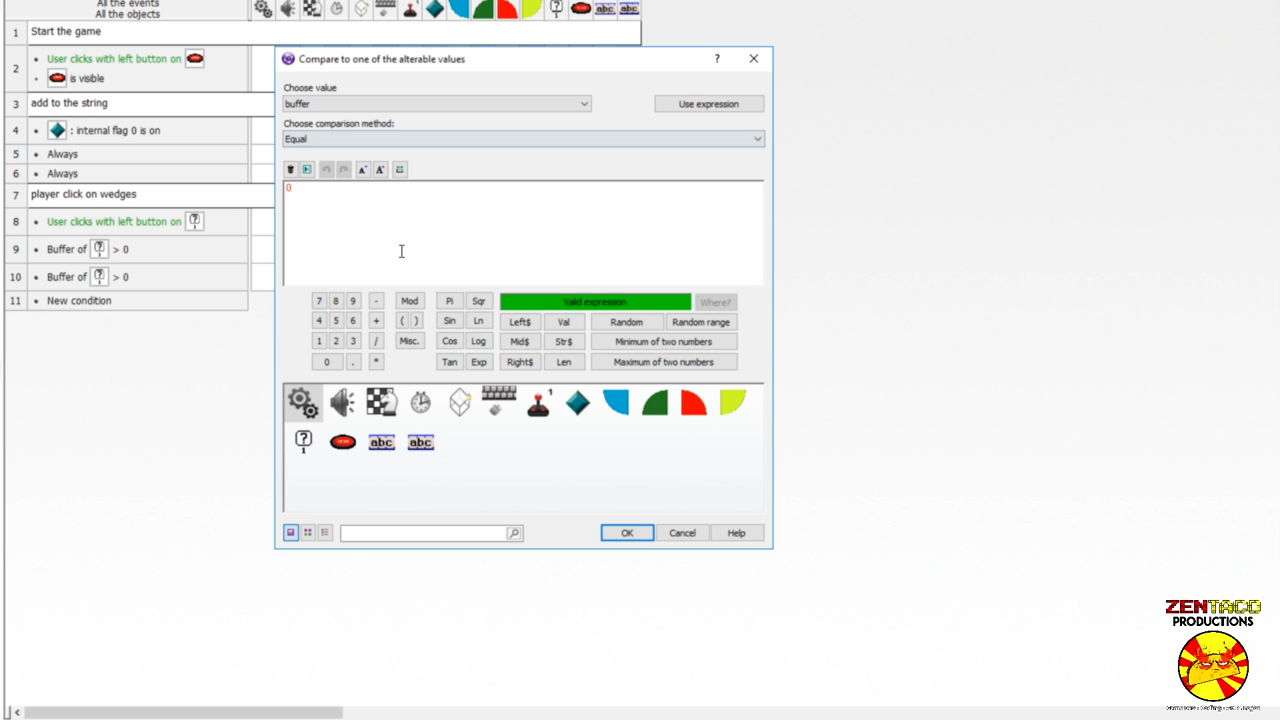 All the events
All the objects
1 Start the game
2 • User clicks with left button on
• is visible
3 add to the string
4 • : internal flag 0 is on
5 • Always
6 • Always
7 player click on wedges
8 • User clicks with left button on ?
9 • Buffer of ? > 0
10 • Buffer of ? > 0
11 • New condition
Compare to one of the alterable values
Choose value
buffer
Use expression
Choose comparison method:
Equal
0
7 8 9 - Mod Pi Sqr Valid expression Where?
4 5 6 + ( ) Sin Ln Left$ Val Random Random range
1 2 3 / Misc. Cos Log Mid$ Str$ Minimum of two numbers
0 . * Tan Exp Right$ Len Maximum of two numbers
1
? 1 abc abc
OK Cancel Help
abc abc
ZENTACO
PRODUCTIONS